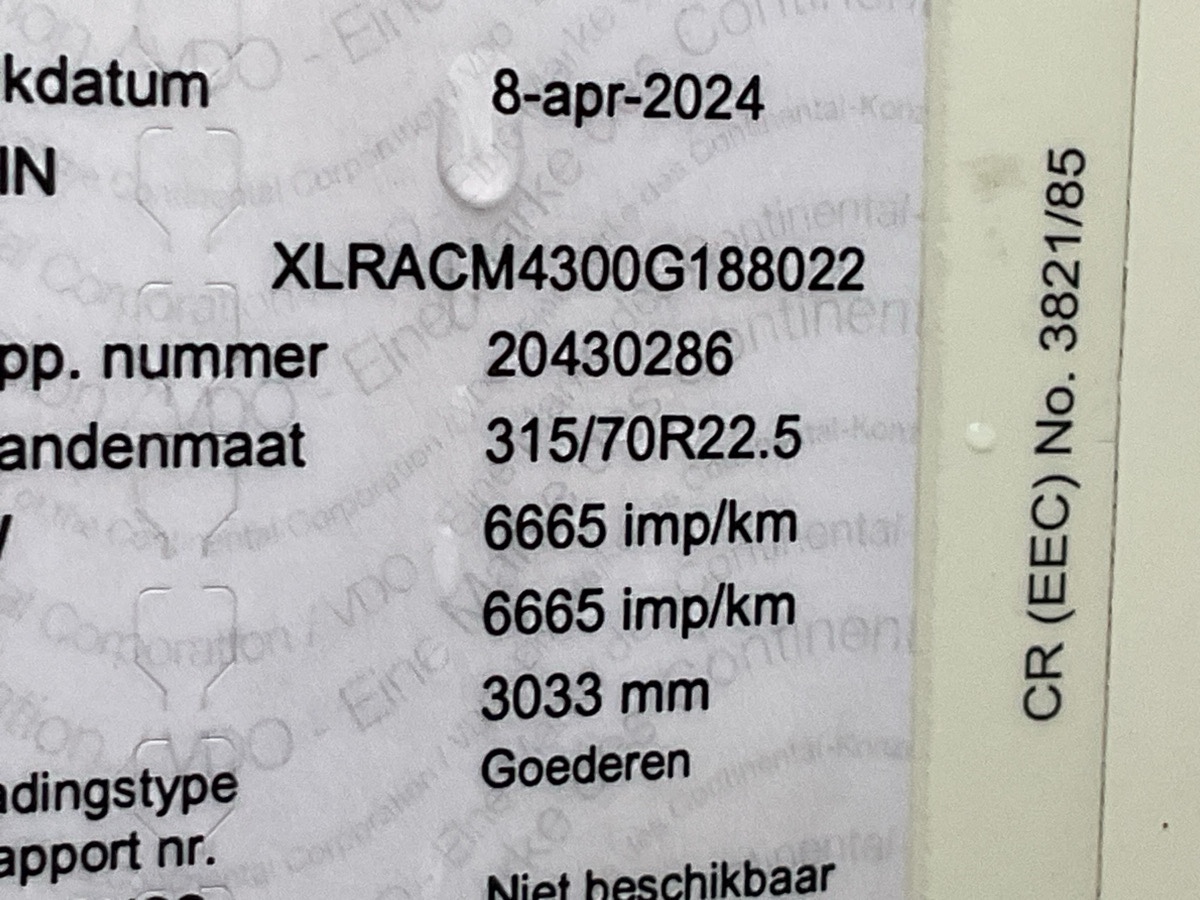 kdatum 8-apr-2024
IN
XLRACM4300G188022
pp. nummer 20430286
andenmaat 315/70R22.5
6665 imp/km
6665 imp/km
3033 mm
adingstype Goederen
apport nr.
Niet beschikbaar
CR (EEC) No. 3821/85